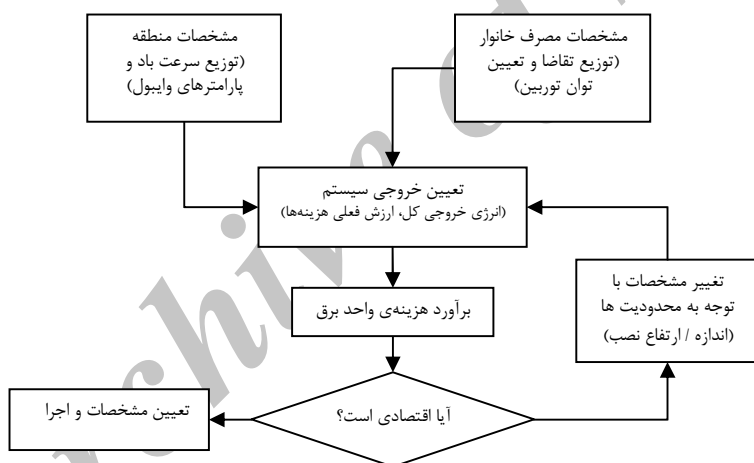 مشخصات منطقه
(توزیع سرعت باد و
پارامترهای وایبول)
مشخصات مصرف خانوار
(توزیع تقاضا و تعیین
توان توربین)
تعیین خروجی سیستم
(انرژی خروجی کل، ارزش فعلی هزینه‌ها)
تغییر مشخصات با
توجه به محدودیت ها
(اندازه / ارتفاع نصب)
برآورد هزینه‌ی واحد برق
آیا اقتصادی است؟
تعیین مشخصات و اجرا